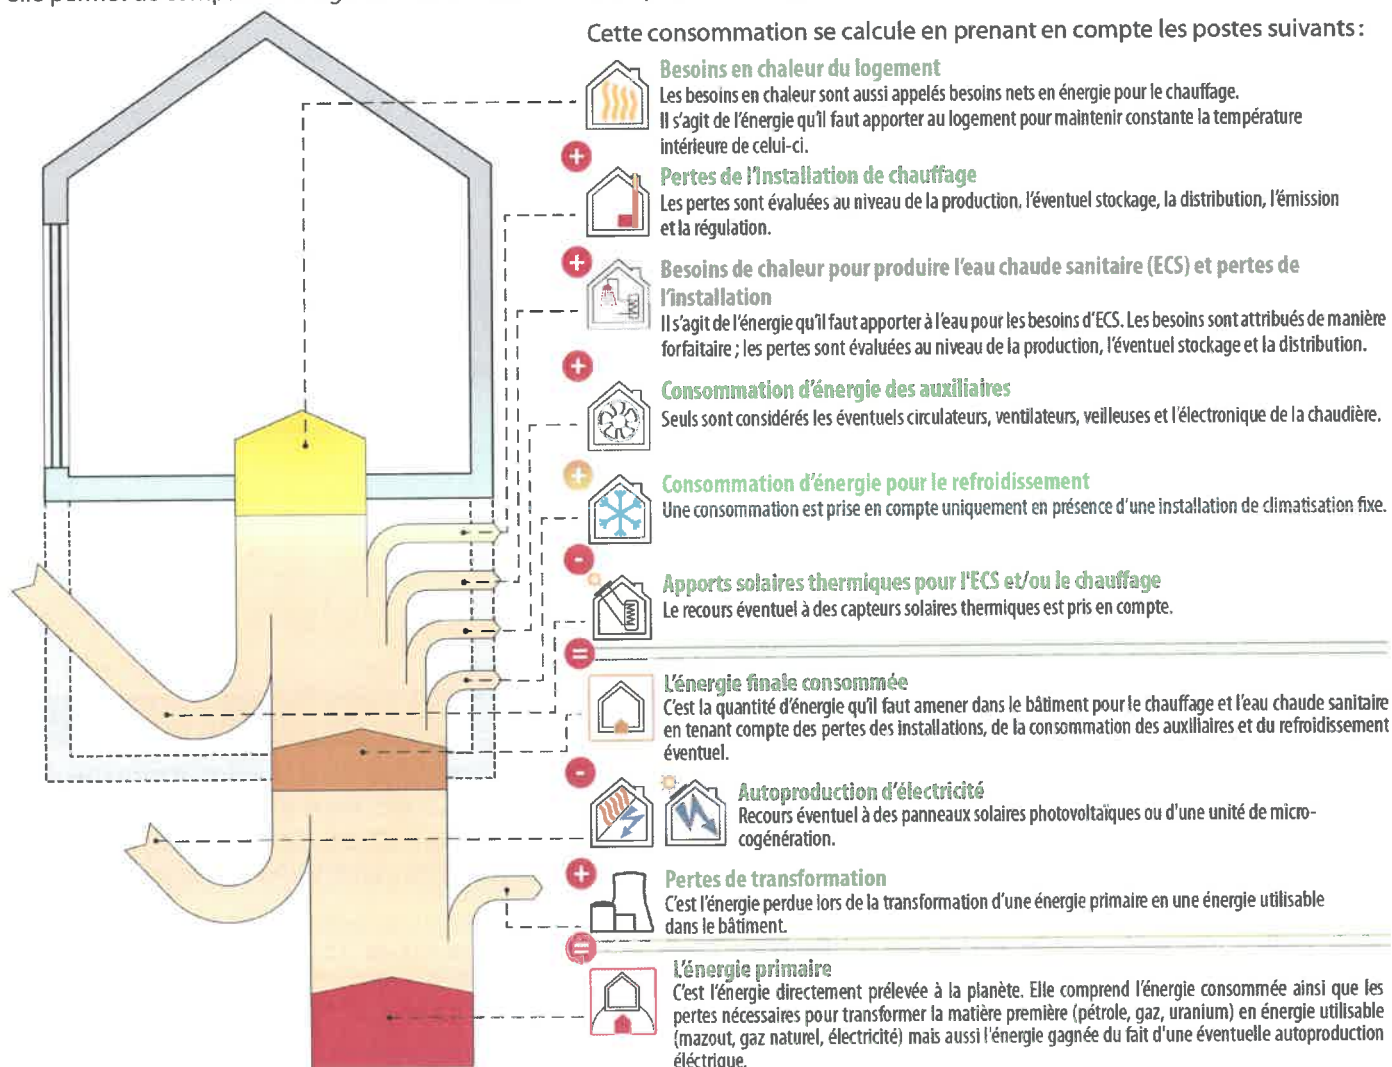 Cette consommation se calcule en prenant en compte les postes suivants :
Besoins en chaleur du logement
Les besoins en chaleur sont aussi appelés besoins nets en énergie pour le chauffage.
Il s'agit de l'énergie qu'il faut apporter au logement pour maintenir constante la température
intérieure de celui-ci.
+
Pertes de l'installation de chauffage
Les pertes sont évaluées au niveau de la production, l'éventuel stockage, la distribution, l'émission
et la régulation.
+
Besoins de chaleur pour produire l'eau chaude sanitaire (ECS) et pertes de
l'installation
Il s'agit de l'énergie qu'il faut apporter à l'eau pour les besoins d'ECS. Les besoins sont attribués de manière
forfaitaire ; les pertes sont évaluées au niveau de la production, l'éventuel stockage et la distribution.
+
Consommation d'énergie des auxiliaires
Seuls sont considérés les éventuels circulateurs, ventilateurs, veilleuses et l'électronique de la chaudière.
+
Consommation d'énergie pour le refroidissement
Une consommation est prise en compte uniquement en présence d'une installation de climatisation fixe.
-
Apports solaires thermiques pour l'ECS et/ou le chauffage
Le recours éventuel à des capteurs solaires thermiques est pris en compte.
=
L'énergie finale consommée
C'est la quantité d'énergie qu'il faut amener dans le bâtiment pour le chauffage et l'eau chaude sanitaire
en tenant compte des pertes des installations, de la consommation des auxiliaires et du refroidissement
éventuel.
-
Autoproduction d'électricité
Recours éventuel à des panneaux solaires photovoltaïques ou d'une unité de micro-
cogénération.
+
Pertes de transformation
C'est l'énergie perdue lors de la transformation d'une énergie primaire en une énergie utilisable
dans le bâtiment.
=
L'énergie primaire
C'est l'énergie directement prélevée à la planète. Elle comprend l'énergie consommée ainsi que les
pertes nécessaires pour transformer la matière première (pétrole, gaz, uranium) en énergie utilisable
(mazout, gaz naturel, électricité) mais aussi l'énergie gagnée du fait d'une éventuelle autoproduction
éléctrique.